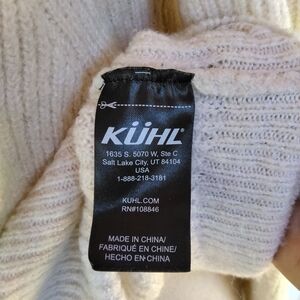 KÜHL
1635 S. 5070 W, Ste C
Salt Lake City, UT 84104
USA
1-888-218-3181
KUHL.COM
RN#108846
MADE IN CHINA/
FABRIQUÉ EN CHINE/
HECHO EN CHINA